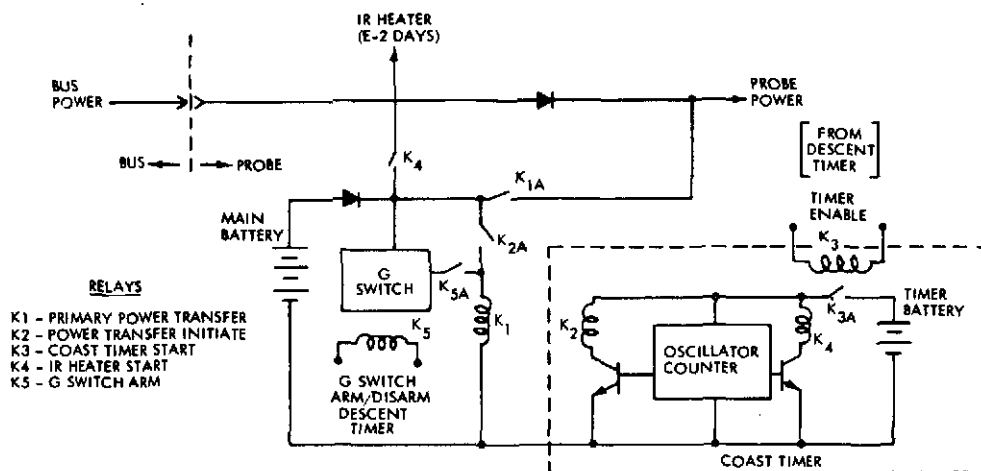 IR HEATER
(E-2 DAYS)
BUS
POWER
PROBE
POWER
BUS
PROBE
K4
K1A
[FROM
DESCENT
TIMER]
TIMER
ENABLE
K3
MAIN
BATTERY
K2A
G
SWITCH
K5A
K1
K5
G SWITCH
ARM/DISARM
DESCENT
TIMER
RELAYS
K1 - PRIMARY POWER TRANSFER
K2 - POWER TRANSFER INITIATE
K3 - COAST TIMER START
K4 - IR HEATER START
K5 - G SWITCH ARM
K2
OSCILLATOR
COUNTER
K4
K3A
TIMER
BATTERY
COAST TIMER